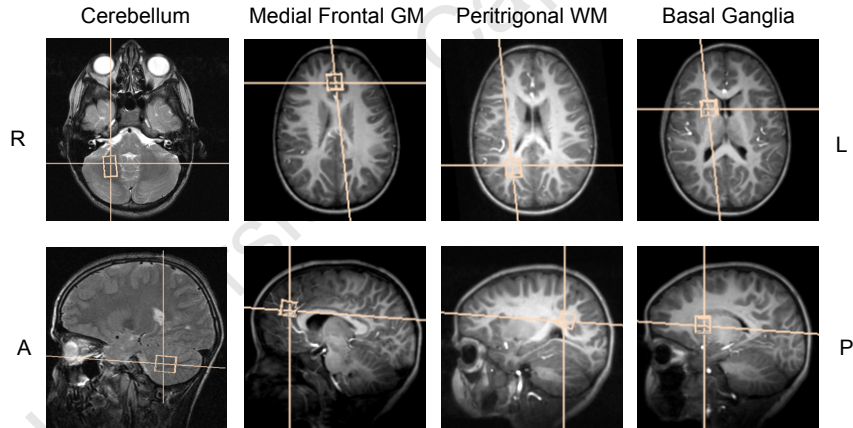 Cerebellum
Medial Frontal GM
Peritrigonal WM
Basal Ganglia
R
L
A
P